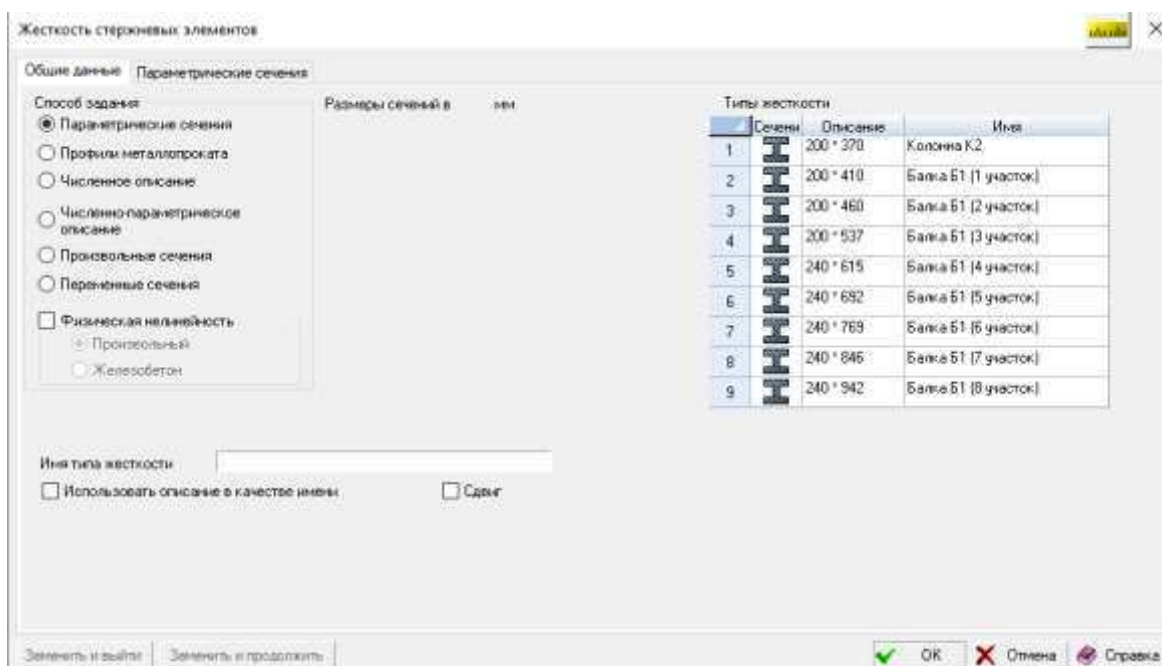 Жесткость стержневых элементов
Общие данные Параметрические сечения
Способ задания
Параметрические сечения
Профили металлопроката
Численное описание
Численно-параметрическое
описание
Произвольные сечения
Переменные сечения
Физическая нелинейность
Произвольный
Железобетон
Размеры сечений в мм
Типы жесткости
Сечени Описание Имя
1 200 * 370 Колонна К2
2 200 * 410 Балка Б1 (1 участок)
3 200 * 460 Балка Б1 (2 участок)
4 200 * 537 Балка Б1 (3 участок)
5 240 * 615 Балка Б1 (4 участок)
6 240 * 692 Балка Б1 (5 участок)
7 240 * 769 Балка Б1 (6 участок)
8 240 * 846 Балка Б1 (7 участок)
9 240 * 942 Балка Б1 (8 участок)
Имя типа жесткости
Использовать описание в качестве имени Сдвиг
Заменить и выйти Заменить и продолжить OK Отмена Справка